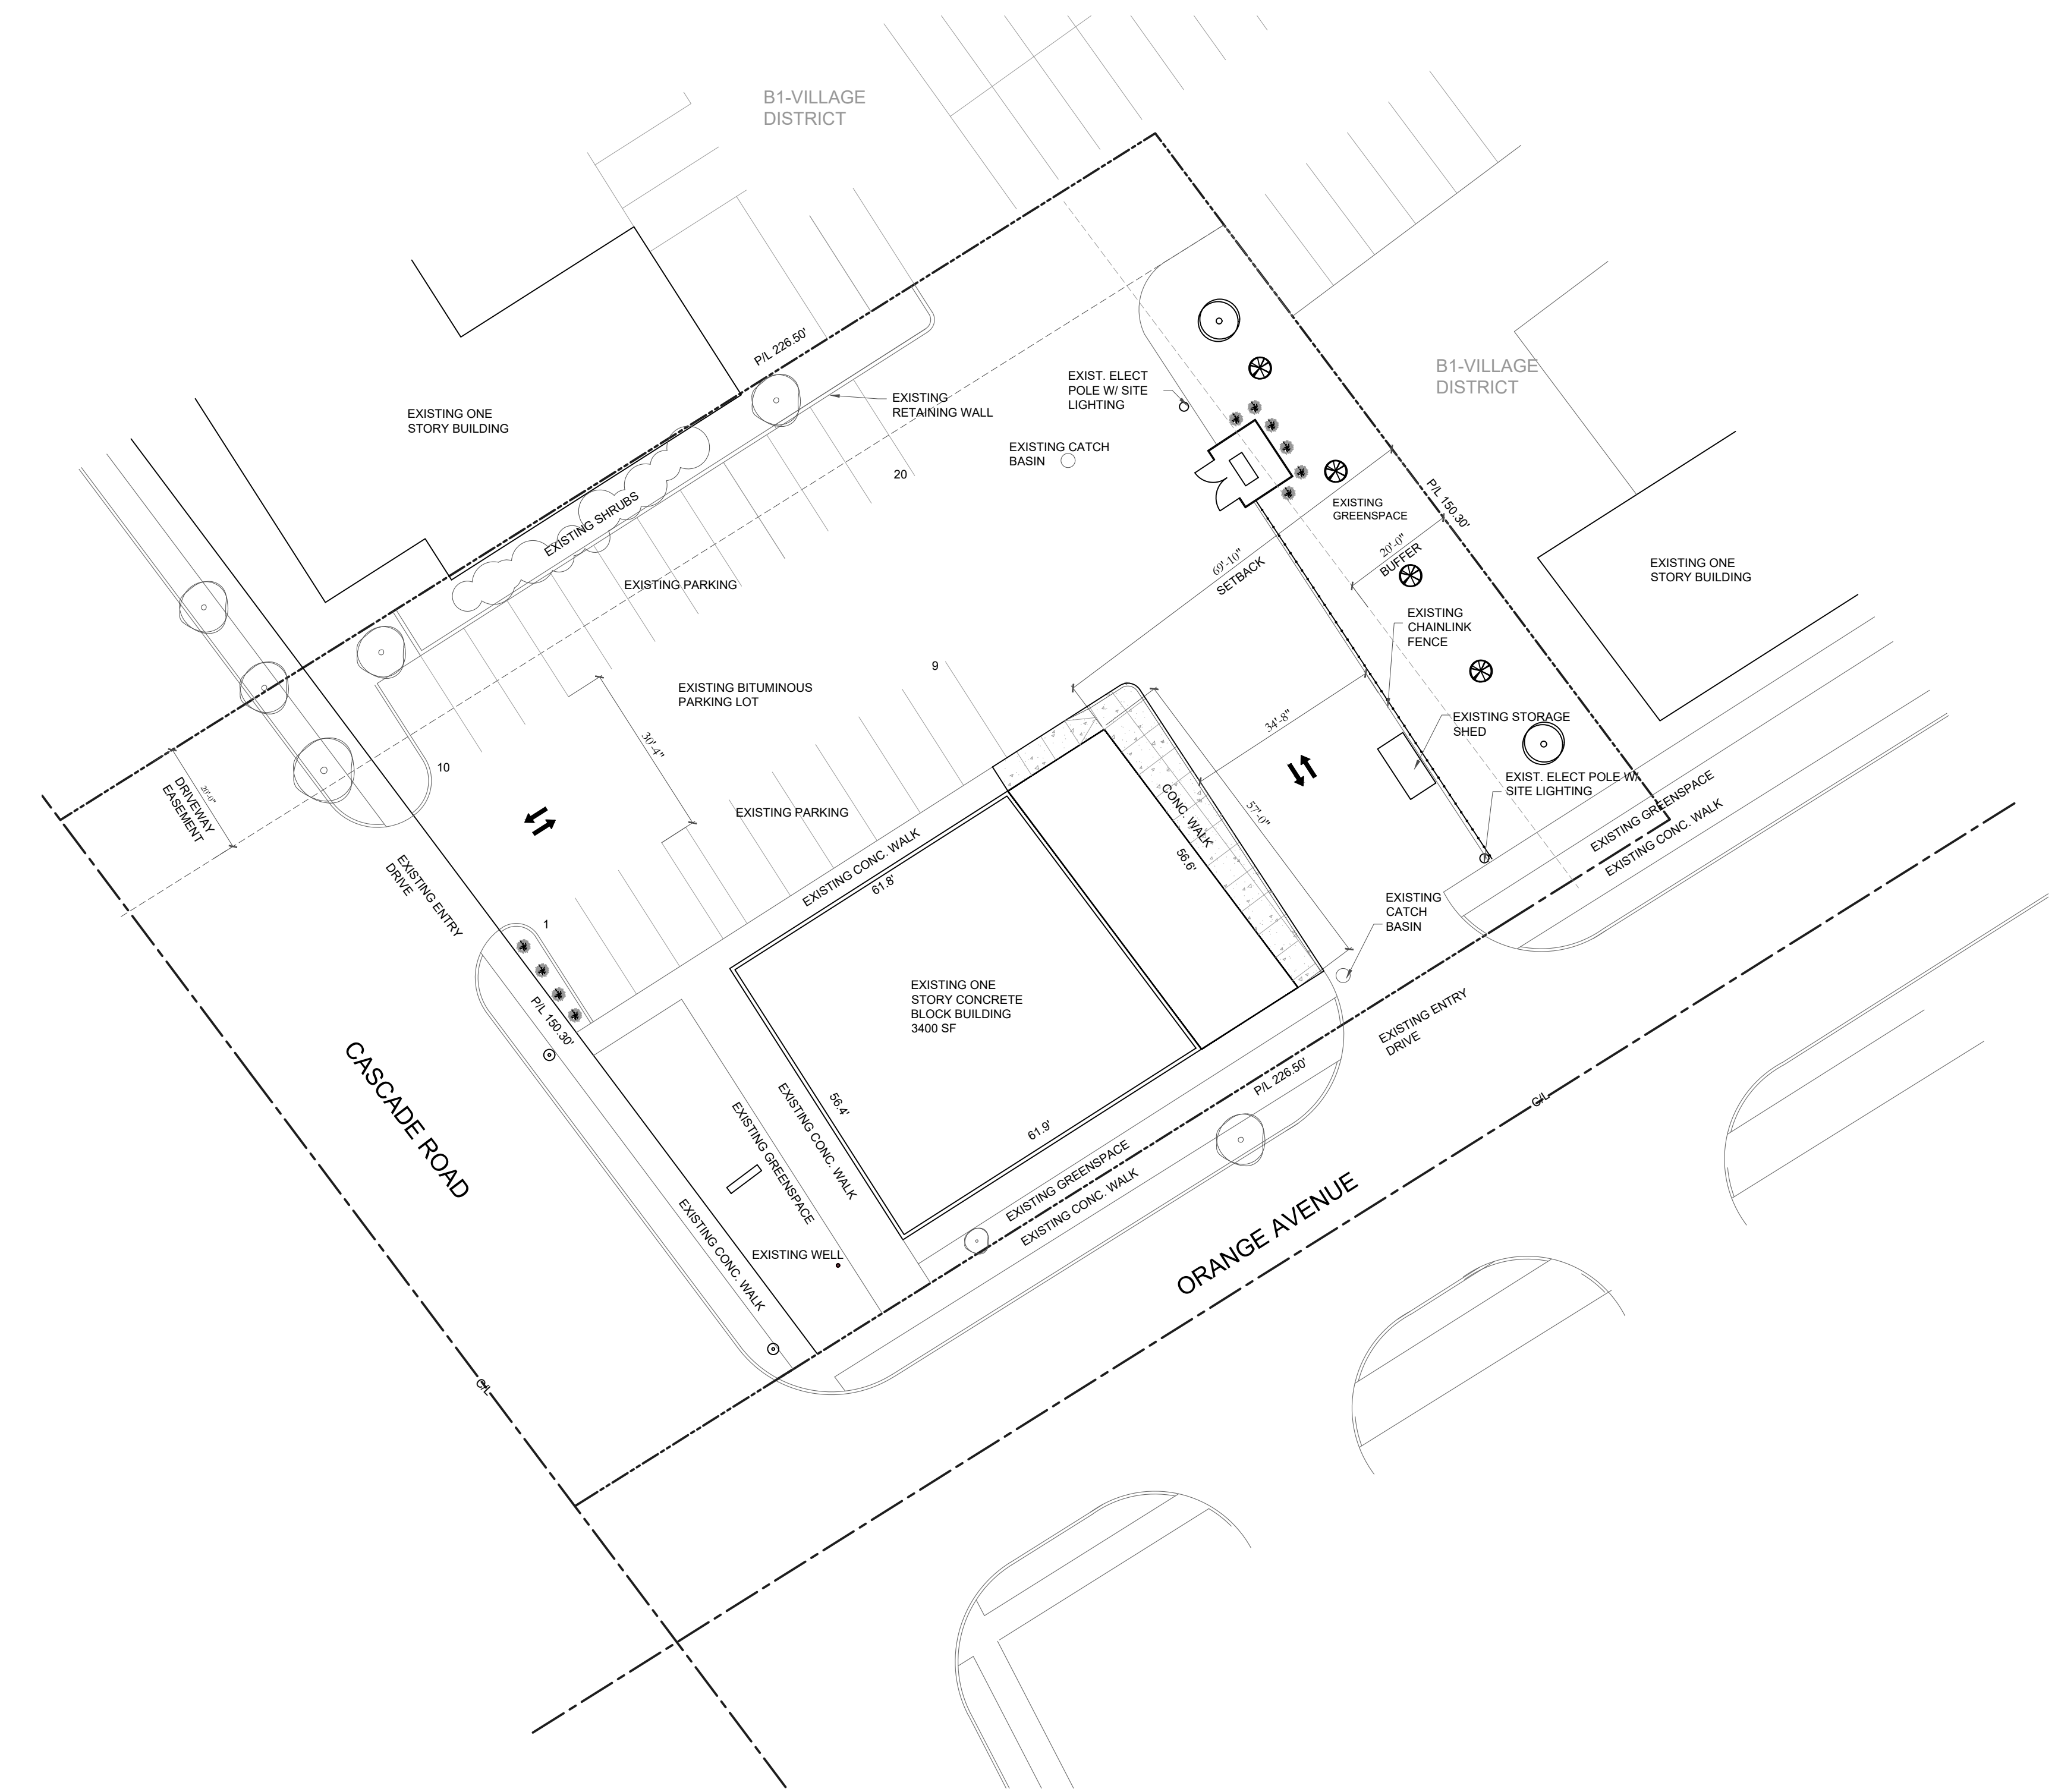 B1-VILLAGE
DISTRICT
P/L 226.50'
EXISTING ONE
STORY BUILDING
EXISTING
RETAINING WALL
EXIST. ELECT
POLE W/ SITE
LIGHTING
EXISTING CATCH
BASIN
B1-VILLAGE
DISTRICT
20
EXISTING SHRUBS
EXISTING PARKING
P/L 150.30'
EXISTING
GREENSPACE
69'-10"
SETBACK
20'-0"
BUFFER
EXISTING ONE
STORY BUILDING
EXISTING
CHAINLINK
FENCE
9
EXISTING BITUMINOUS
PARKING LOT
30'-4"
34'-8"
EXISTING STORAGE
SHED
EXIST. ELECT POLE W/
SITE LIGHTING
10
20'-0"
DRIVEWAY
EASEMENT
EXISTING PARKING
CONC. WALK
57'-0"
56.6'
EXISTING GREENSPACE
EXISTING CONC. WALK
EXISTING ENTRY
DRIVE
EXISTING CONC. WALK
61.8'
1
EXISTING
CATCH
BASIN
EXISTING ONE
STORY CONCRETE
BLOCK BUILDING
3400 SF
P/L 150.30'
EXISTING ENTRY
DRIVE
P/L 226.50'
CASCADE ROAD
56.4'
61.9'
EXISTING GREENSPACE
EXISTING CONC. WALK
EXISTING CONC. WALK
EXISTING GREENSPACE
EXISTING CONC. WALK
EXISTING WELL
C/L
ORANGE AVENUE
C/L